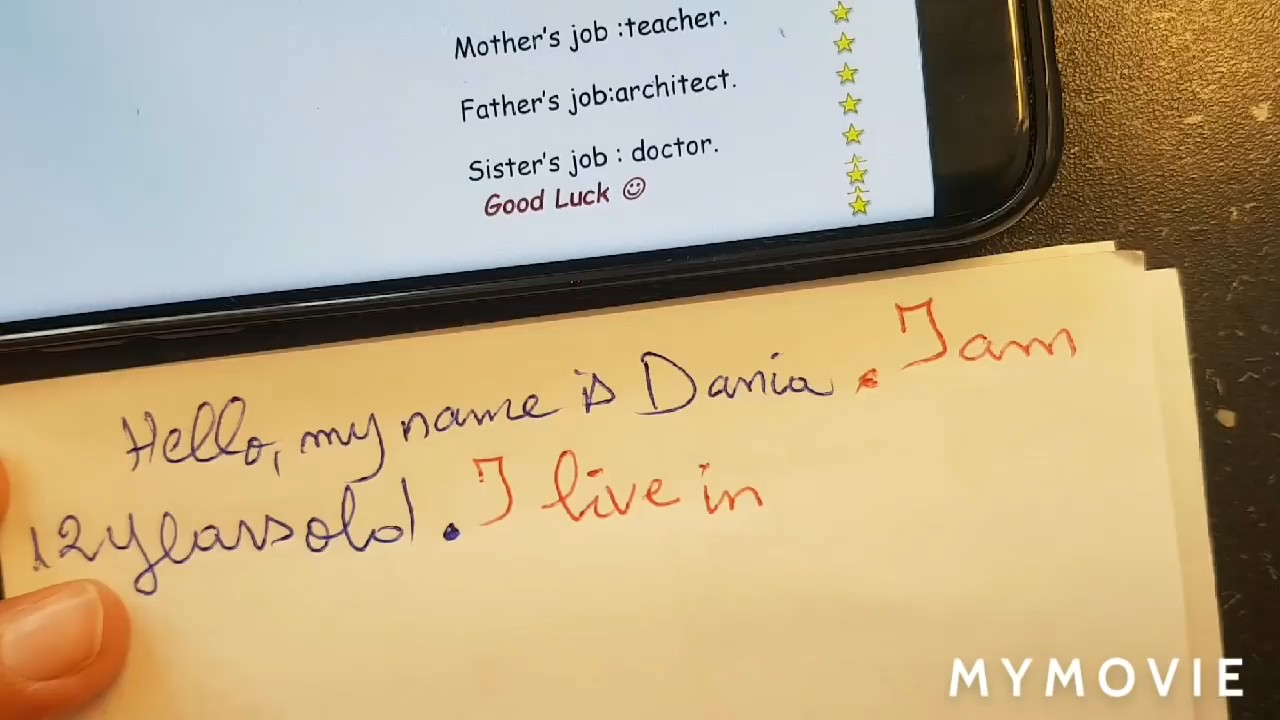 Mother's job :teacher.
Father's job:architect.
Sister's job : doctor.
Good Luck ☺
Hello, my name is Dania. I am
12 years old. I live in
MYMOVIE